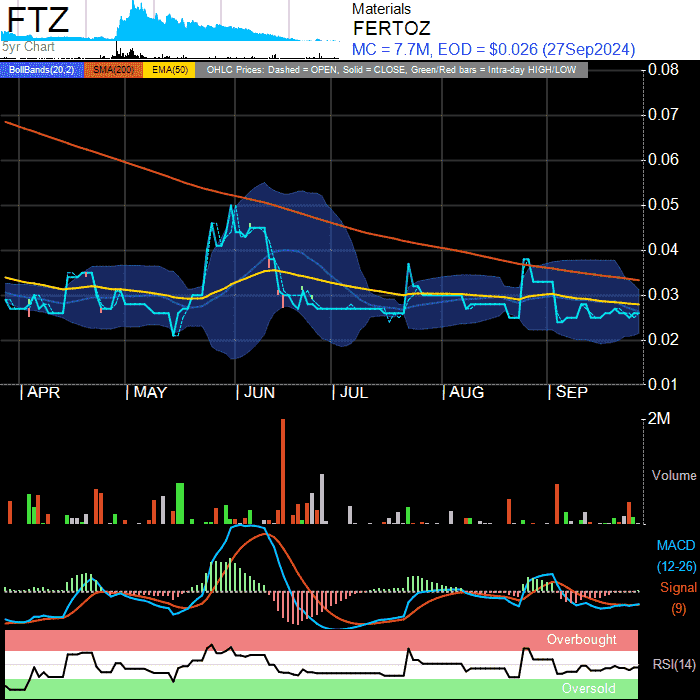 FTZ
5yr Chart
Materials
FERTOZ
MC = 7.7M, EOD = $0.026 (27Sep2024)
BollBands(20,2) SMA(200) EMA(50) OHLC Prices: Dashed = OPEN, Solid = CLOSE, Green/Red bars = Intra-day HIGH/LOW
0.08
0.07
0.06
0.05
0.04
0.03
0.02
0.01
APR MAY JUN JUL AUG SEP
2M
Volume
MACD
(12-26)
Signal
(9)
Overbought
RSI(14)
Oversold